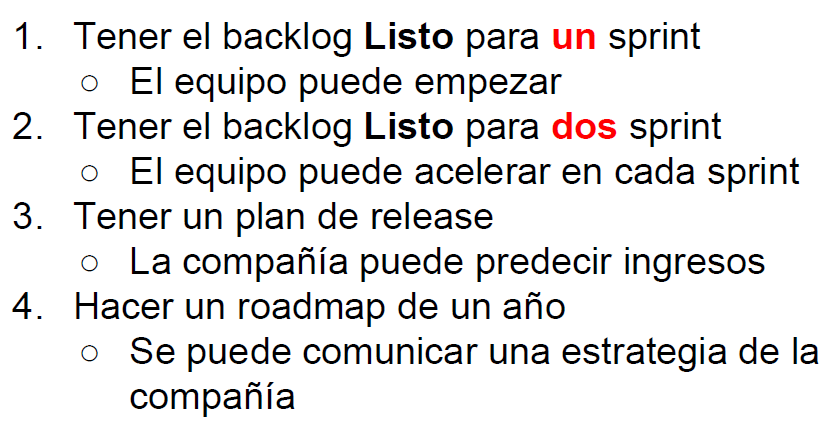 1. Tener el backlog Listo para un sprint
○ El equipo puede empezar
2. Tener el backlog Listo para dos sprint
○ El equipo puede acelerar en cada sprint
3. Tener un plan de release
○ La compañía puede predecir ingresos
4. Hacer un roadmap de un año
○ Se puede comunicar una estrategia de la
compañía